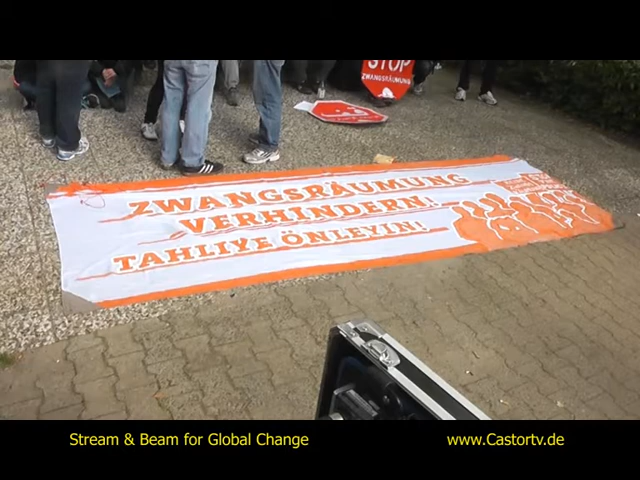 STOP
ZWANGSRÄUMUNG
ZWANGSRÄUMUNG
VERHINDERN!
TAHLIYE ÖNLEYIN!
Stream & Beam for Global Change
www.Castortv.de